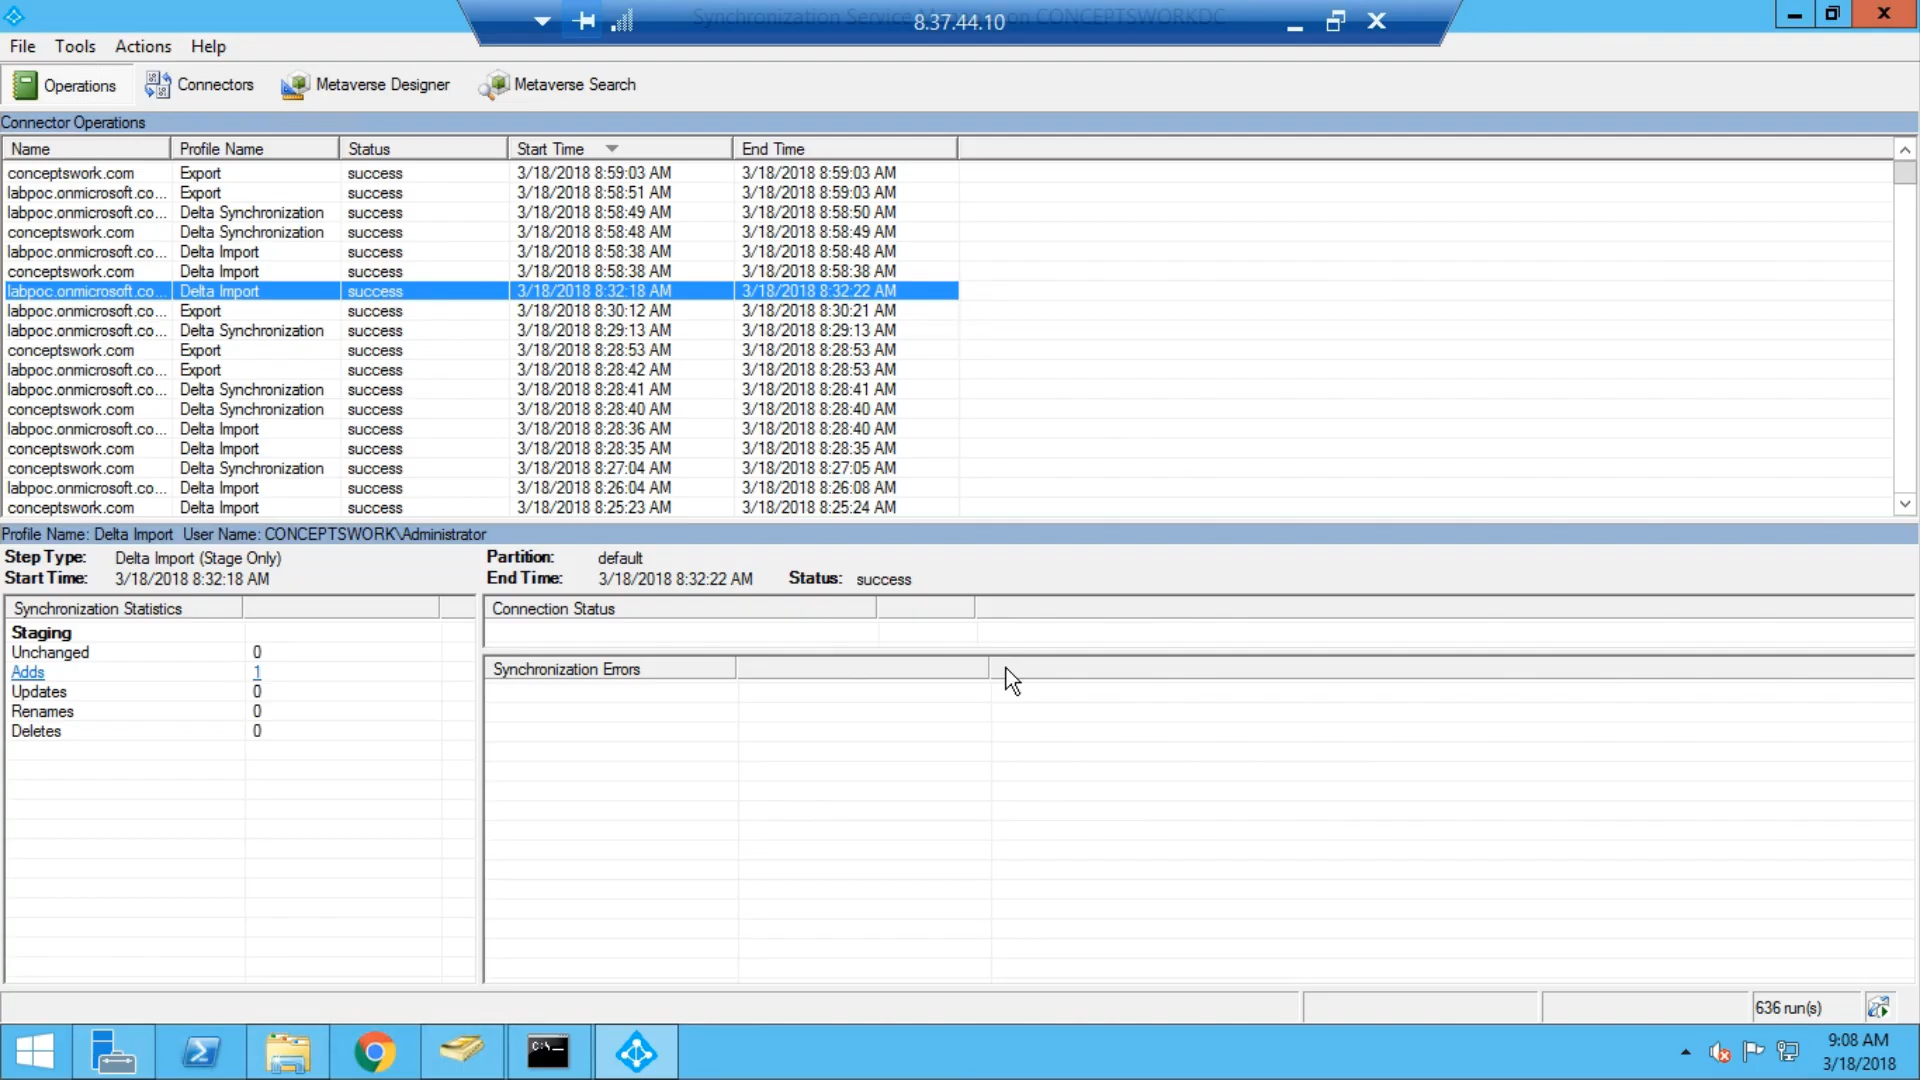 Synchronization Service M on CONCEPTSWORKDC
8.37.44.10
File Tools Actions Help
Operations Connectors Metaverse Designer Metaverse Search
Connector Operations
Name Profile Name Status Start Time End Time
conceptswork.com Export success 3/18/2018 8:59:03 AM 3/18/2018 8:59:03 AM
labpoc.onmicrosoft.co... Export success 3/18/2018 8:58:51 AM 3/18/2018 8:59:03 AM
labpoc.onmicrosoft.co... Delta Synchronization success 3/18/2018 8:58:49 AM 3/18/2018 8:58:50 AM
conceptswork.com Delta Synchronization success 3/18/2018 8:58:48 AM 3/18/2018 8:58:49 AM
labpoc.onmicrosoft.co... Delta Import success 3/18/2018 8:58:38 AM 3/18/2018 8:58:48 AM
conceptswork.com Delta Import success 3/18/2018 8:58:38 AM 3/18/2018 8:58:38 AM
labpoc.onmicrosoft.co... Delta Import success 3/18/2018 8:32:18 AM 3/18/2018 8:32:22 AM
labpoc.onmicrosoft.co... Export success 3/18/2018 8:30:12 AM 3/18/2018 8:30:21 AM
labpoc.onmicrosoft.co... Delta Synchronization success 3/18/2018 8:29:13 AM 3/18/2018 8:29:13 AM
conceptswork.com Export success 3/18/2018 8:28:53 AM 3/18/2018 8:28:53 AM
labpoc.onmicrosoft.co... Export success 3/18/2018 8:28:42 AM 3/18/2018 8:28:53 AM
labpoc.onmicrosoft.co... Delta Synchronization success 3/18/2018 8:28:41 AM 3/18/2018 8:28:41 AM
conceptswork.com Delta Synchronization success 3/18/2018 8:28:40 AM 3/18/2018 8:28:40 AM
labpoc.onmicrosoft.co... Delta Import success 3/18/2018 8:28:36 AM 3/18/2018 8:28:40 AM
conceptswork.com Delta Import success 3/18/2018 8:28:35 AM 3/18/2018 8:28:35 AM
conceptswork.com Delta Synchronization success 3/18/2018 8:27:04 AM 3/18/2018 8:27:05 AM
labpoc.onmicrosoft.co... Delta Import success 3/18/2018 8:26:04 AM 3/18/2018 8:26:08 AM
conceptswork.com Delta Import success 3/18/2018 8:25:23 AM 3/18/2018 8:25:24 AM
Profile Name: Delta Import User Name: CONCEPTSWORK\Administrator
Step Type: Delta Import (Stage Only) Partition: default
Start Time: 3/18/2018 8:32:18 AM End Time: 3/18/2018 8:32:22 AM Status: success
Synchronization Statistics Connection Status
Staging
Unchanged 0
Adds 1 Synchronization Errors
Updates 0
Renames 0
Deletes 0
636 run(s)
C:\-
9:08 AM
3/18/2018